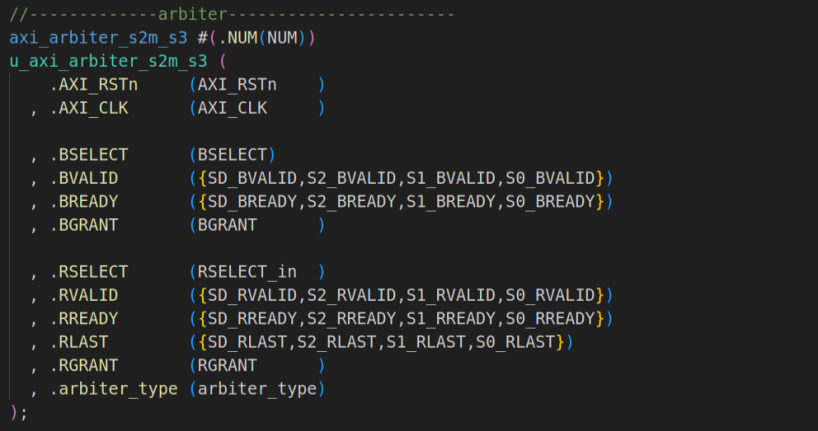 //-------------arbiter-----------------------
axi_arbiter_s2m_s3 #(.NUM(NUM))
u_axi_arbiter_s2m_s3 (
    .AXI_RSTn     (AXI_RSTn    )
  , .AXI_CLK      (AXI_CLK     )
  , .BSELECT      (BSELECT)
  , .BVALID       ({SD_BVALID,S2_BVALID,S1_BVALID,S0_BVALID})
  , .BREADY       ({SD_BREADY,S2_BREADY,S1_BREADY,S0_BREADY})
  , .BGRANT       (BGRANT      )
  , .RSELECT      (RSELECT_in  )
  , .RVALID       ({SD_RVALID,S2_RVALID,S1_RVALID,S0_RVALID})
  , .RREADY       ({SD_RREADY,S2_RREADY,S1_RREADY,S0_RREADY})
  , .RLAST        ({SD_RLAST,S2_RLAST,S1_RLAST,S0_RLAST})
  , .RGRANT       (RGRANT      )
  , .arbiter_type (arbiter_type)
);